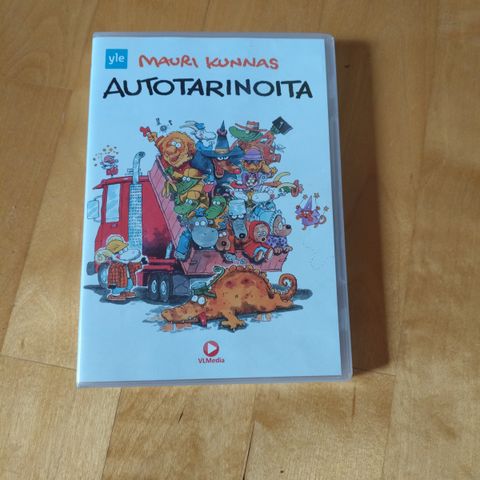 yle
MAURI KUNNAS
AUTOTARINOITA
VLMedia